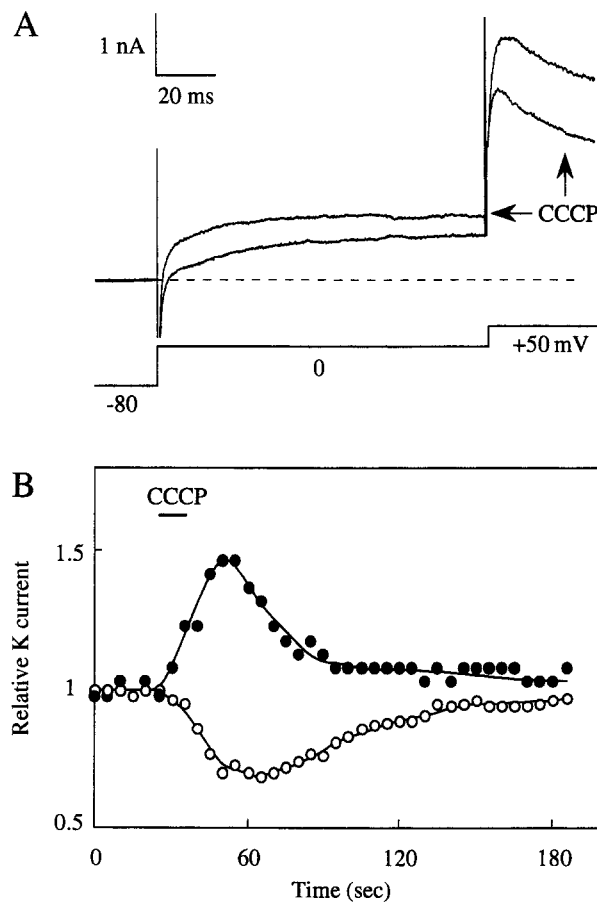 A
1 nA
20 ms
CCCP
+50 mV
0
-80
B
CCCP
Relative K current
1.5
1
0.5
0
60
120
180
Time (sec)